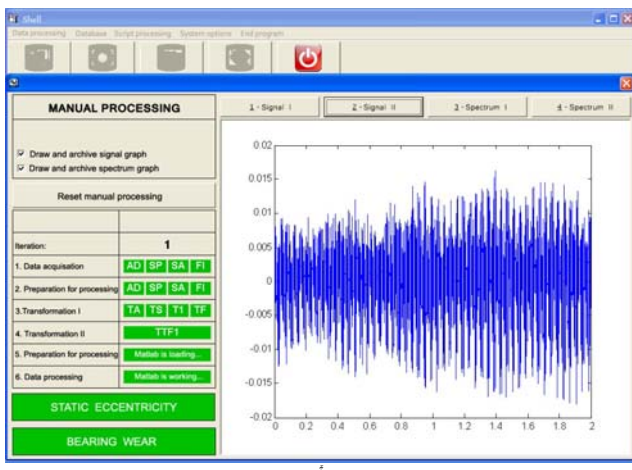 Shell
Data processing Database Script processing System options End program
MANUAL PROCESSING
1 - Signal I 2 - Signal II 3 - Spectrum I 4 - Spectrum II
Draw and archive signal graph
Draw and archive spectrum graph
Reset manual processing
Iteration: 1
1. Data acquisation AD SP SA FI
2. Preparation for processing AD SP SA FI
3.Transformation I TA TS T1 TF
4. Transformation II TTF1
5. Preparation for processing Matlab is loading...
6. Data processing Matlab is working...
STATIC ECCENTRICITY
BEARING WEAR
0.02
0.015
0.01
0.005
0
-0.005
-0.01
-0.015
-0.02
0 0.2 0.4 0.6 0.8 1 1.2 1.4 1.6 1.8 2